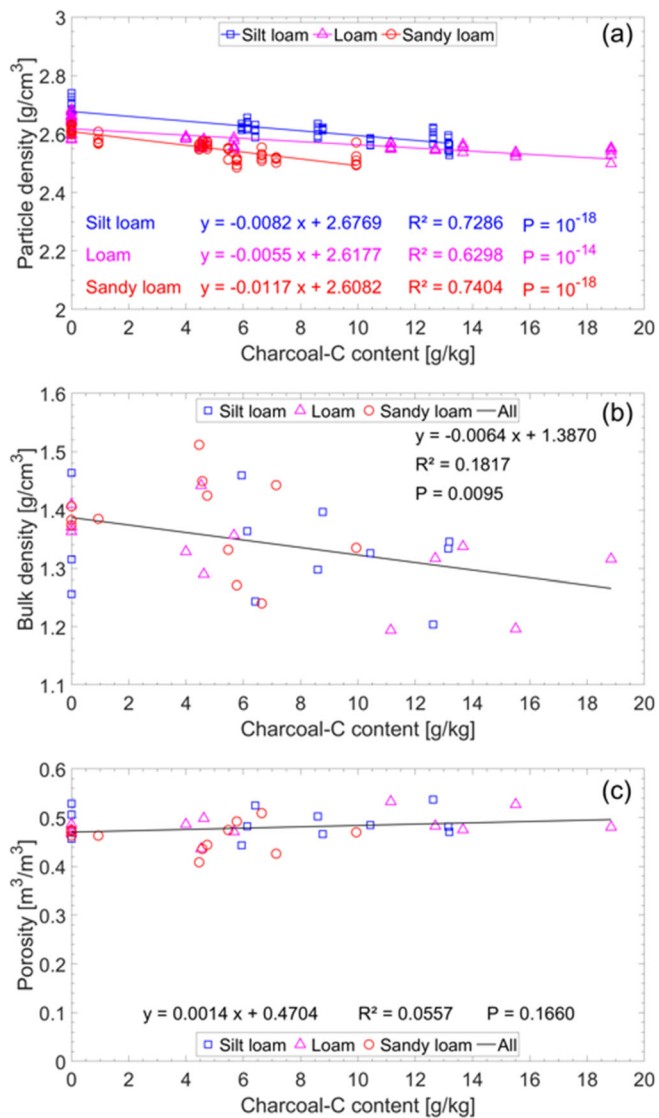 3
Silt loam Loam Sandy loam
(a)
2.8
2.6
2.4
2.2
2
Particle density [g/cm³]
Silt loam y = -0.0082 x + 2.6769 R² = 0.7286 P = 10⁻¹⁸
Loam y = -0.0055 x + 2.6177 R² = 0.6298 P = 10⁻¹⁴
Sandy loam y = -0.0117 x + 2.6082 R² = 0.7404 P = 10⁻¹⁸
0 2 4 6 8 10 12 14 16 18 20
Charcoal-C content [g/kg]
1.6
Silt loam Loam Sandy loam All
(b)
y = -0.0064 x + 1.3870
R² = 0.1817
P = 0.0095
1.5
1.4
1.3
1.2
1.1
Bulk density [g/cm³]
0 2 4 6 8 10 12 14 16 18 20
Charcoal-C content [g/kg]
0.6
(c)
0.5
0.4
0.3
0.2
0.1
0
Porosity [m³/m³]
y = 0.0014 x + 0.4704 R² = 0.0557 P = 0.1660
Silt loam Loam Sandy loam All
0 2 4 6 8 10 12 14 16 18 20
Charcoal-C content [g/kg]